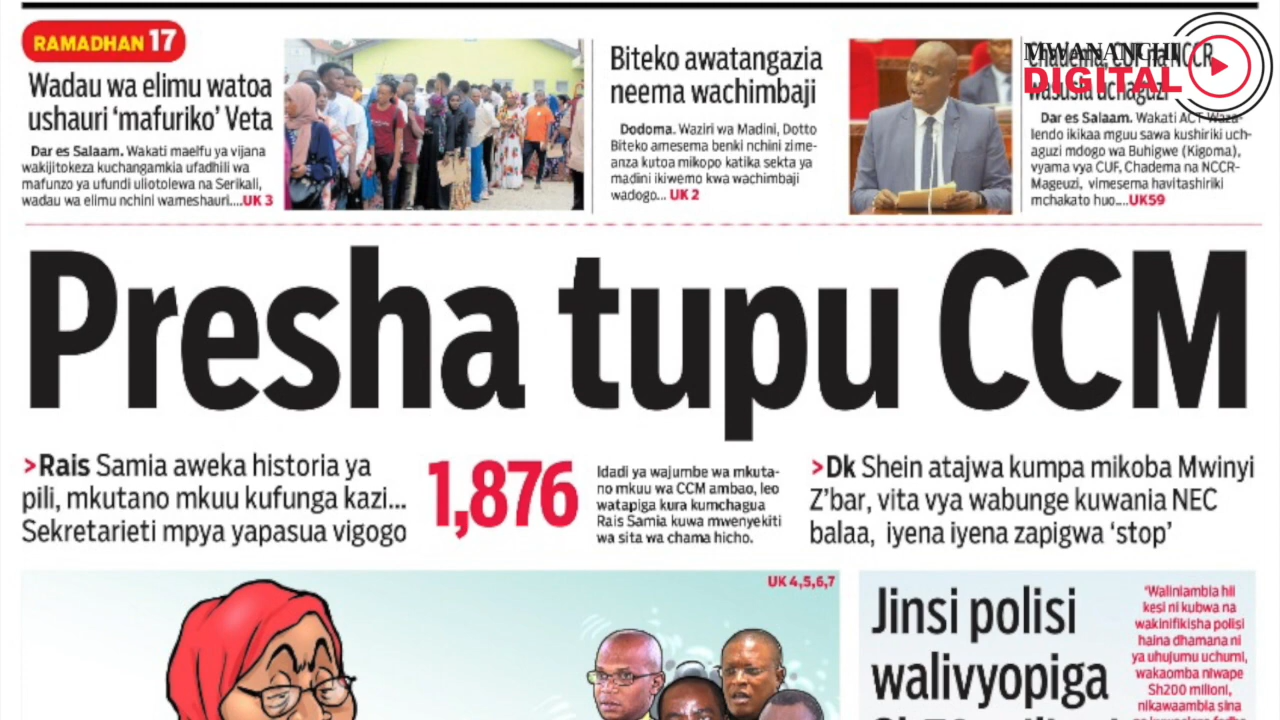 RAMADHAN 17
Wadau wa elimu watoa
ushauri ‘mafuriko’ Veta
Dar es Salaam. Wakati maelfu ya vijana
wakijitokeza kuchangamkia ufadhili wa
mafunzo ya ufundi uliotolewa na Serikali,
wadau wa elimu nchini wameshauri....UK 3
Biteko awatangazia
neema wachimbaji
Dodoma. Waziri wa Madini, Dotto
Biteko amesema benki nchini zime-
anza kutoa mikopo katika sekta ya
madini ikiwemo kwa wachimbaji
wadogo... UK 2
MWANANCHI
DIGITAL
Chadema, CUF na NCCR
wasusia uchaguzi
Dar es Salaam. Wakati ACT-Waza-
lendo ikikaa mguu sawa kushiriki uch-
aguzi mdogo wa Buhigwe (Kigoma),
vyama vya CUF, Chadema na NCCR-
Mageuzi, vimesema havitashiriki
mchakato huo....UK59
Presha tupu CCM
>Rais Samia aweka historia ya
pili, mkutano mkuu kufunga kazi...
Sekretarieti mpya yapasua vigogo
1,876
Idadi ya wajumbe wa mkuta-
no mkuu wa CCM ambao, leo
watapiga kura kumchagua
Rais Samia kuwa mwenyekiti
wa sita wa chama hicho.
>Dk Shein atajwa kumpa mikoba Mwinyi
Z’bar, vita vya wabunge kuwania NEC
balaa, iyena iyena zapigwa ‘stop’
UK 4,5,6,7
Jinsi polisi
walivyopiga
‘Waliniambia hii
kesi ni kubwa na
wakinifikisha polisi
haina dhamana ni
ya uhujumu uchumi,
wakaomba niwape
Sh200 milioni,
nikawaambia sina